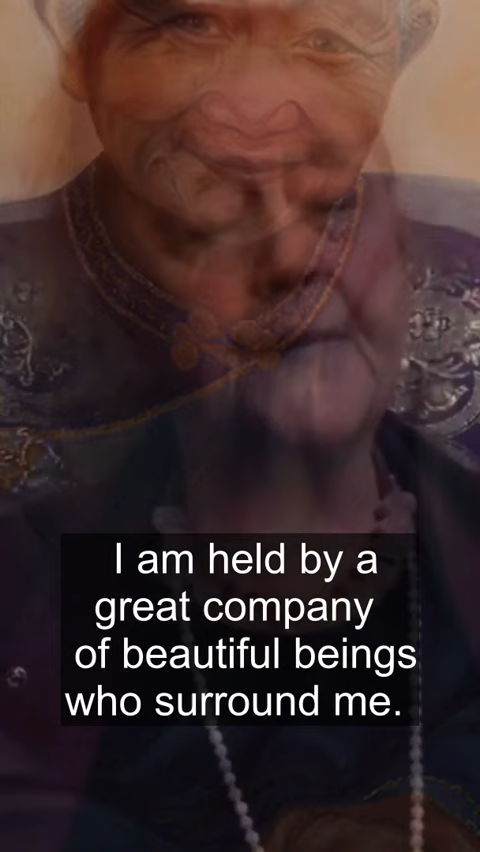 I am held by a
great company
of beautiful beings
who surround me.